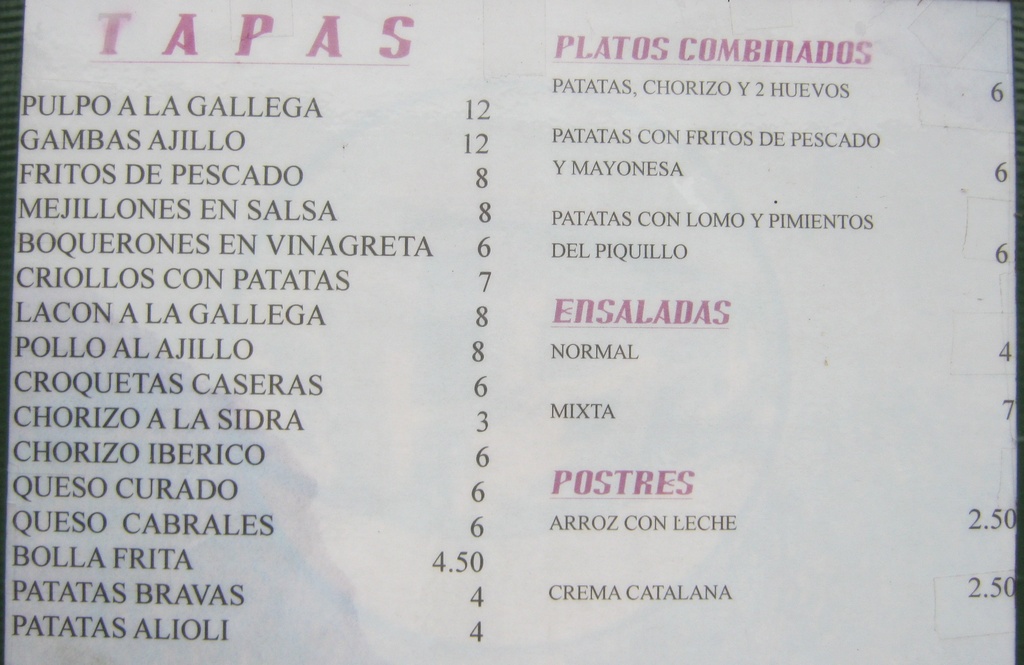 TAPAS
PULPO A LA GALLEGA 12
GAMBAS AJILLO 12
FRITOS DE PESCADO 8
MEJILLONES EN SALSA 8
BOQUERONES EN VINAGRETA 6
CRIOLLOS CON PATATAS 7
LACON A LA GALLEGA 8
POLLO AL AJILLO 8
CROQUETAS CASERAS 6
CHORIZO A LA SIDRA 3
CHORIZO IBERICO 6
QUESO CURADO 6
QUESO CABRALES 6
BOLLA FRITA 4.50
PATATAS BRAVAS 4
PATATAS ALIOLI 4
PLATOS COMBINADOS
PATATAS, CHORIZO Y 2 HUEVOS 6
PATATAS CON FRITOS DE PESCADO
Y MAYONESA 6
PATATAS CON LOMO Y PIMIENTOS
DEL PIQUILLO 6
ENSALADAS
NORMAL 4
MIXTA 7
POSTRES
ARROZ CON LECHE 2.50
CREMA CATALANA 2.50